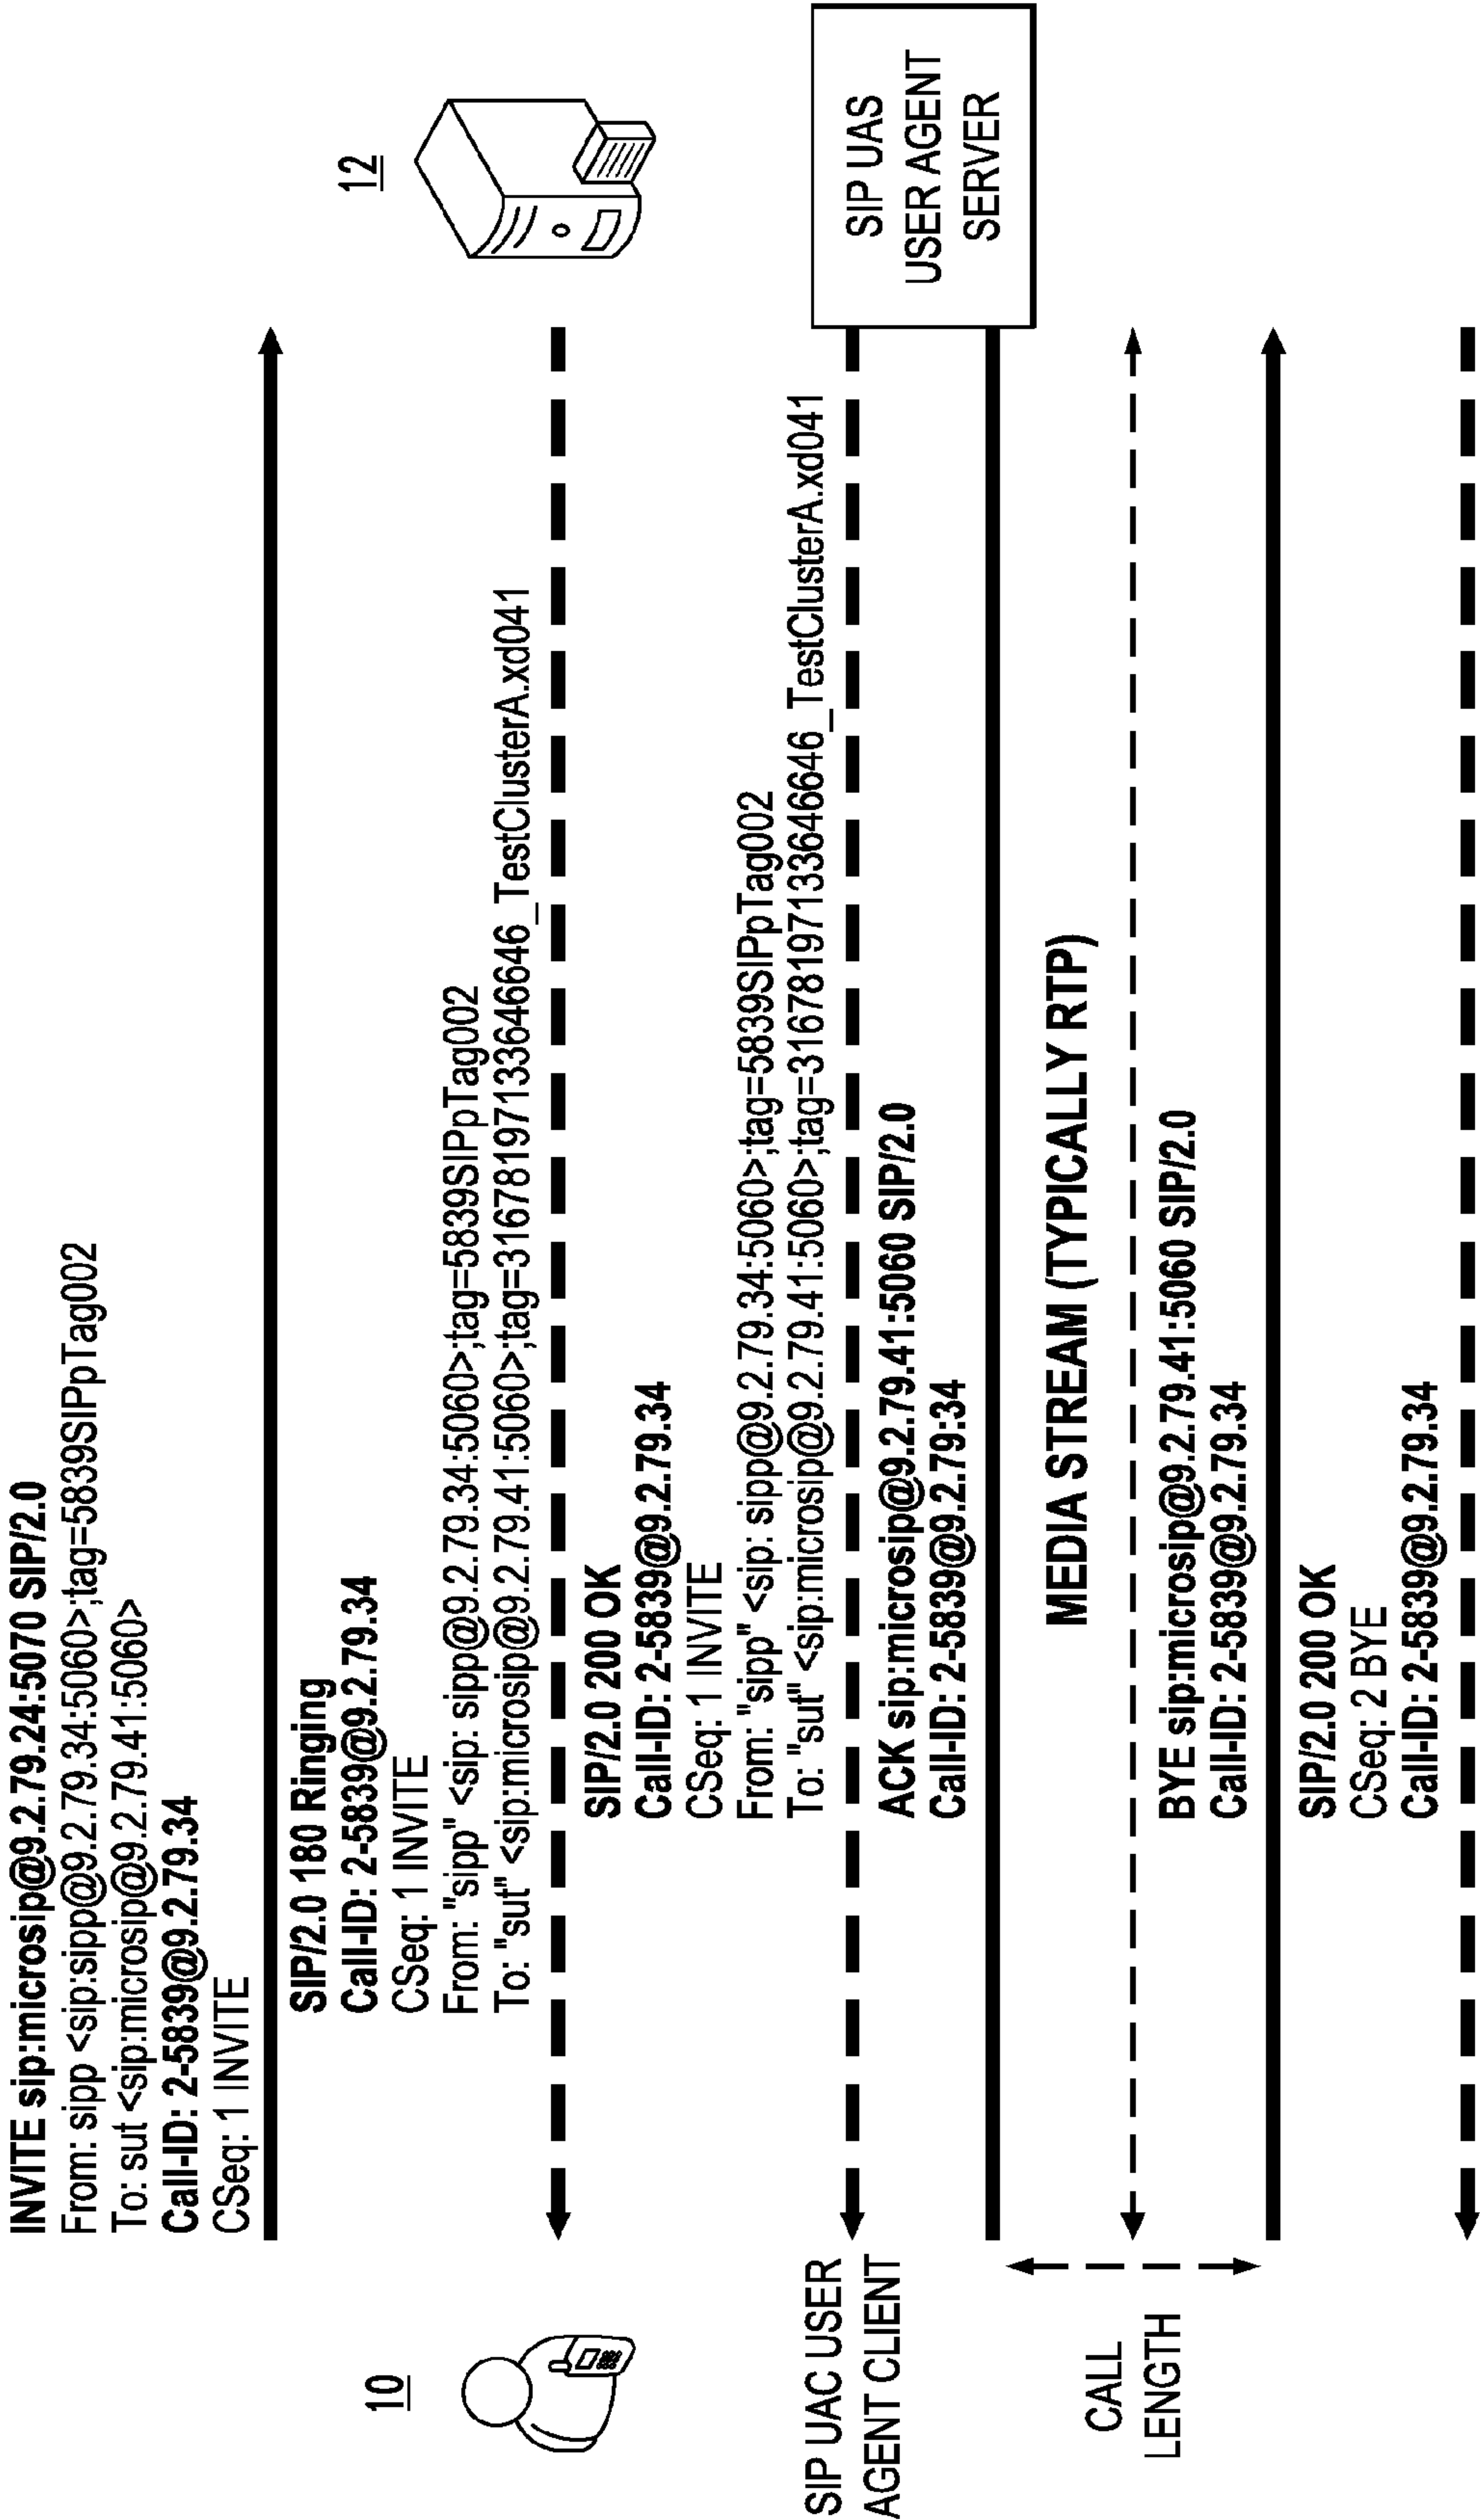 INVITE sip:microsip@9.2.79.24:5070 SIP/2.0
From: sipp <sip:sipp@9.2.79.34:5060>;tag=5839SIPpTag002
To: sut <sip:microsip@9.2.79.41:5060>
Call-ID: 2-5839@9.2.79.34
CSeq: 1 INVITE
10
12
SIP/2.0 180 Ringing
Call-ID: 2-5839@9.2.79.34
CSeq: 1 INVITE
From: "sipp" <sip: sipp@9.2.79.34:5060>;tag=5839SIPpTag002
To: "sut" <sip:microsip@9.2.79.41:5060>;tag=3167819713364646_TestClusterA.xd041
SIP/2.0 200 OK
Call-ID: 2-5839@9.2.79.34
CSeq: 1 INVITE
From: "sipp" <sip: sipp@9.2.79.34:5060>;tag=5839SIPpTag002
To: "sut" <sip:microsip@9.2.79.41:5060>;tag=3167819713364646_TestClusterA.xd041
SIP UAC USER
AGENT CLIENT
SIP UAS
USER AGENT
SERVER
ACK sip:microsip@9.2.79.41:5060 SIP/2.0
Call-ID: 2-5839@9.2.79:34
MEDIA STREAM (TYPICALLY RTP)
CALL
LENGTH
BYE sip:microsip@9.2.79.41:5060 SIP/2.0
Call-ID: 2-5839@9.2.79.34
SIP/2.0 200 OK
CSeq: 2 BYE
Call-ID: 2-5839@9.2.79.34